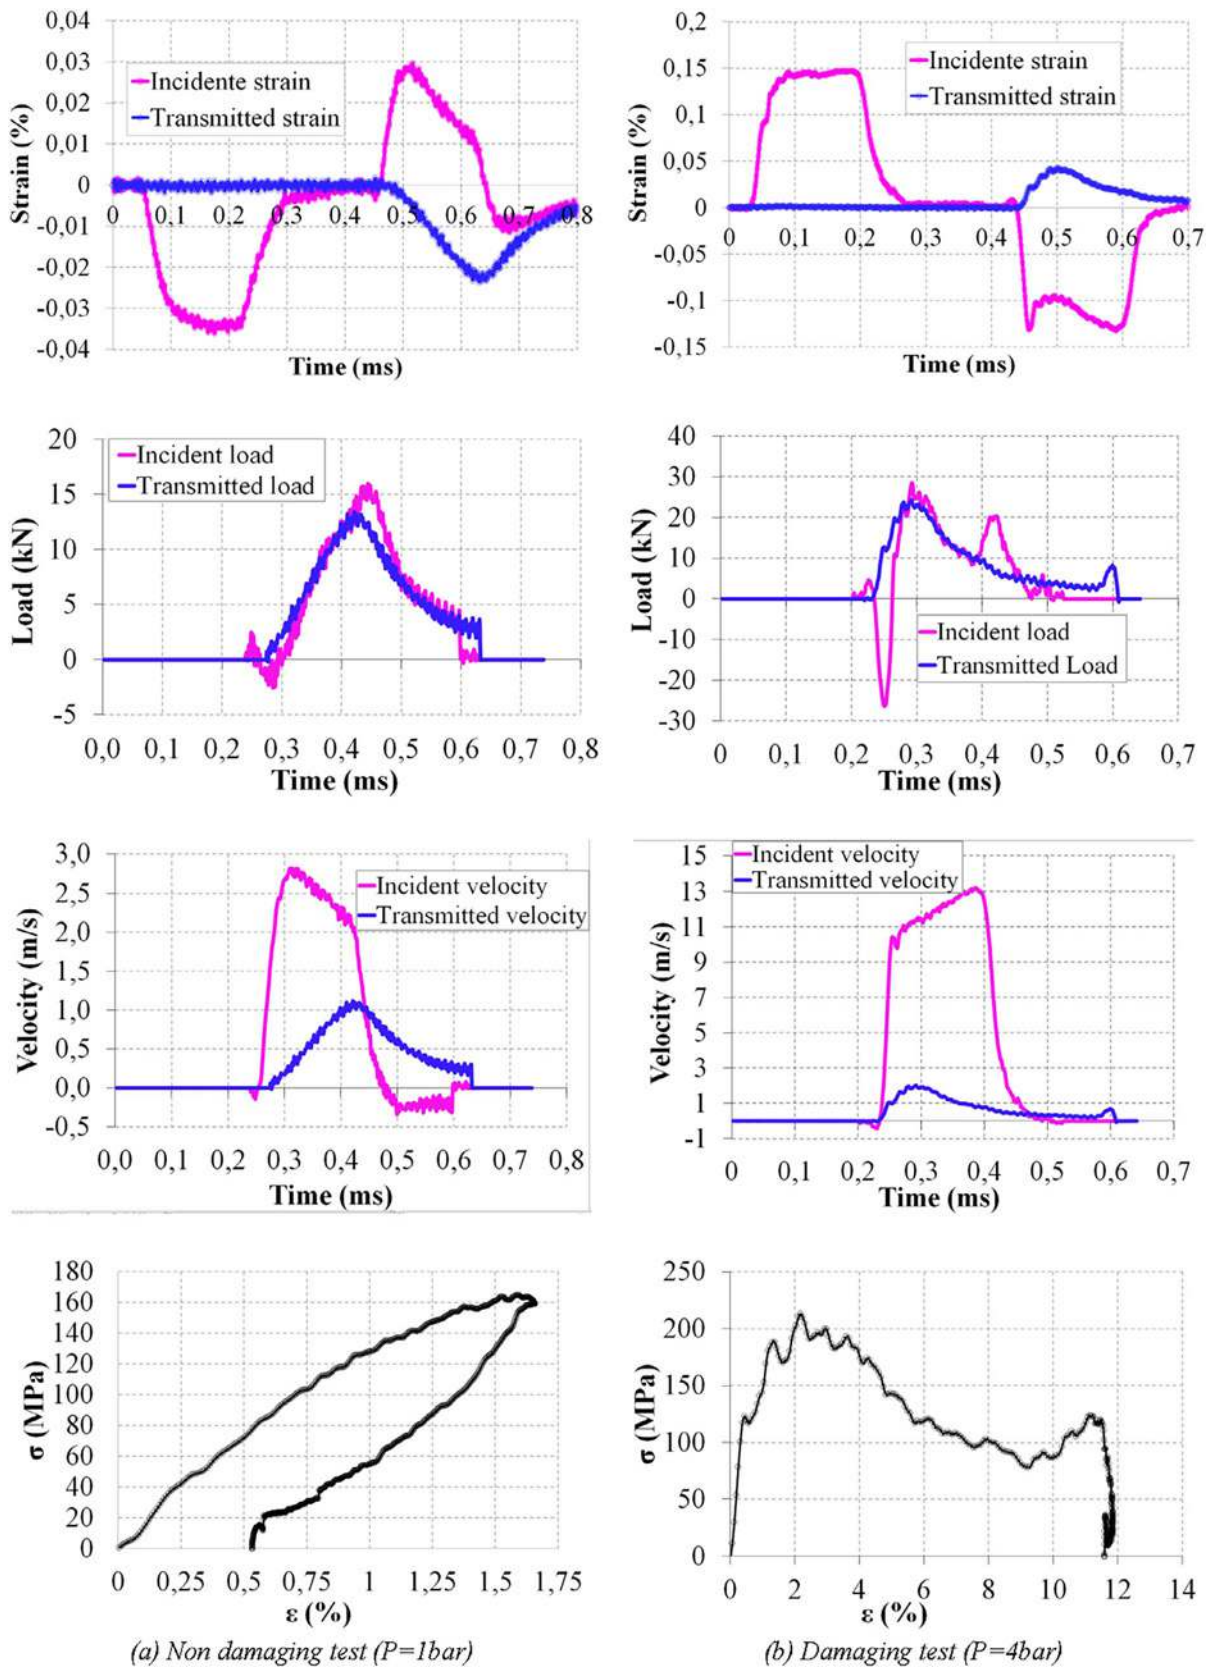 0,04
0,03
0,02
0,01
0
-0,01
-0,02
-0,03
-0,04
Strain (%)
Incidente strain
Transmitted strain
0 0,1 0,2 0,3 0,4 0,5 0,6 0,7 0,8
Time (ms)
0,2
0,15
0,1
0,05
0
-0,05
-0,1
-0,15
Strain (%)
Incidente strain
Transmitted strain
0 0,1 0,2 0,3 0,4 0,5 0,6 0,7
Time (ms)
20
15
10
5
0
-5
Load (kN)
Incident load
Transmitted load
0,0 0,1 0,2 0,3 0,4 0,5 0,6 0,7 0,8
Time (ms)
40
30
20
10
0
-10
-20
-30
Load (kN)
Incident load
Transmitted Load
0 0,1 0,2 0,3 0,4 0,5 0,6 0,7
Time (ms)
3,0
2,5
2,0
1,5
1,0
0,5
0,0
-0,5
Velocity (m/s)
Incident velocity
Transmitted velocity
0,0 0,1 0,2 0,3 0,4 0,5 0,6 0,7 0,8
Time (ms)
15
13
11
9
7
5
3
1
-1
Velocity (m/s)
Incident velocity
Transmitted velocity
0 0,1 0,2 0,3 0,4 0,5 0,6 0,7
Time (ms)
180
160
140
120
100
80
60
40
20
0
σ (MPa)
0 0,25 0,5 0,75 1 1,25 1,5 1,75
ε (%)
(a) Non damaging test (P=1bar)
250
200
150
100
50
0
σ (MPa)
0 2 4 6 8 10 12 14
ε (%)
(b) Damaging test (P=4bar)